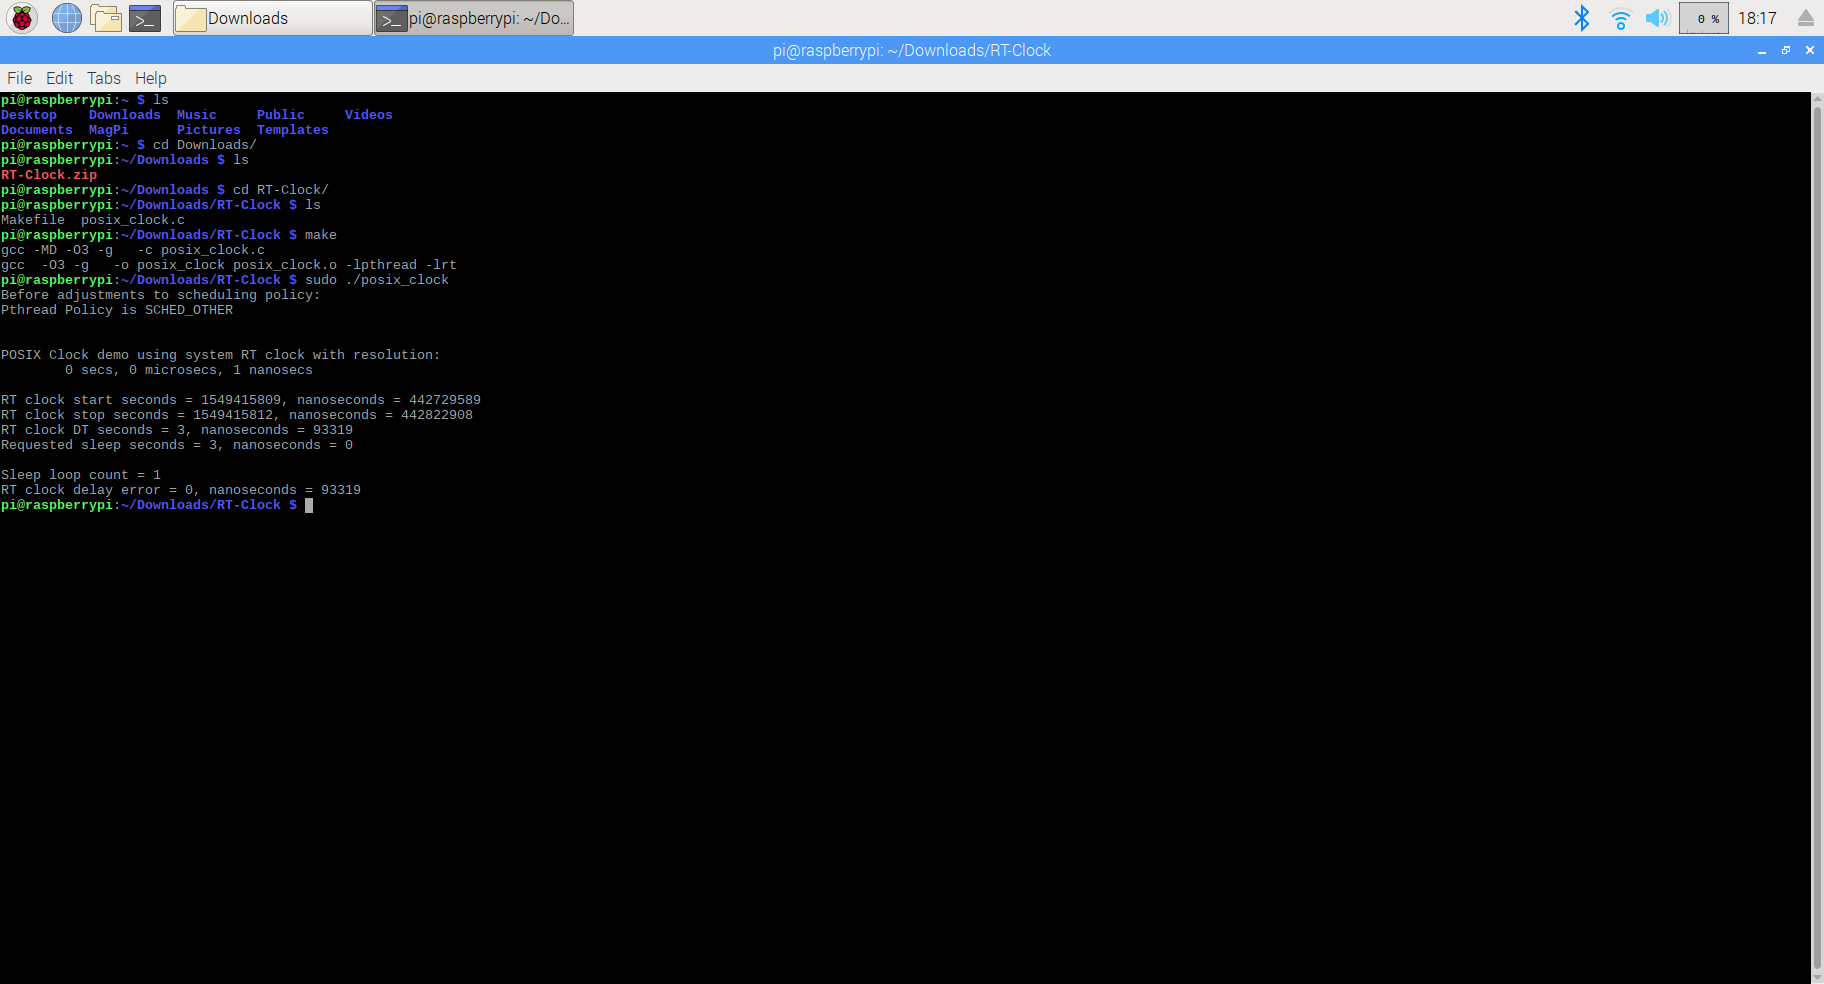 Downloads
pi@raspberrypi: ~/Do...
0 %
18:17
pi@raspberrypi: ~/Downloads/RT-Clock
File Edit Tabs Help
pi@raspberrypi:~ $ ls
Desktop    Downloads  Music     Public     Videos
Documents  MagPi      Pictures  Templates
pi@raspberrypi:~ $ cd Downloads/
pi@raspberrypi:~/Downloads $ ls
RT-Clock.zip
pi@raspberrypi:~/Downloads $ cd RT-Clock/
pi@raspberrypi:~/Downloads/RT-Clock $ ls
Makefile  posix_clock.c
pi@raspberrypi:~/Downloads/RT-Clock $ make
gcc -MD -O3 -g   -c posix_clock.c
gcc  -O3 -g   -o posix_clock posix_clock.o -lpthread -lrt
pi@raspberrypi:~/Downloads/RT-Clock $ sudo ./posix_clock
Before adjustments to scheduling policy:
Pthread Policy is SCHED_OTHER
POSIX Clock demo using system RT clock with resolution:
        0 secs, 0 microsecs, 1 nanosecs
RT clock start seconds = 1549415809, nanoseconds = 442729589
RT clock stop seconds = 1549415812, nanoseconds = 442822908
RT clock DT seconds = 3, nanoseconds = 93319
Requested sleep seconds = 3, nanoseconds = 0
Sleep loop count = 1
RT clock delay error = 0, nanoseconds = 93319
pi@raspberrypi:~/Downloads/RT-Clock $